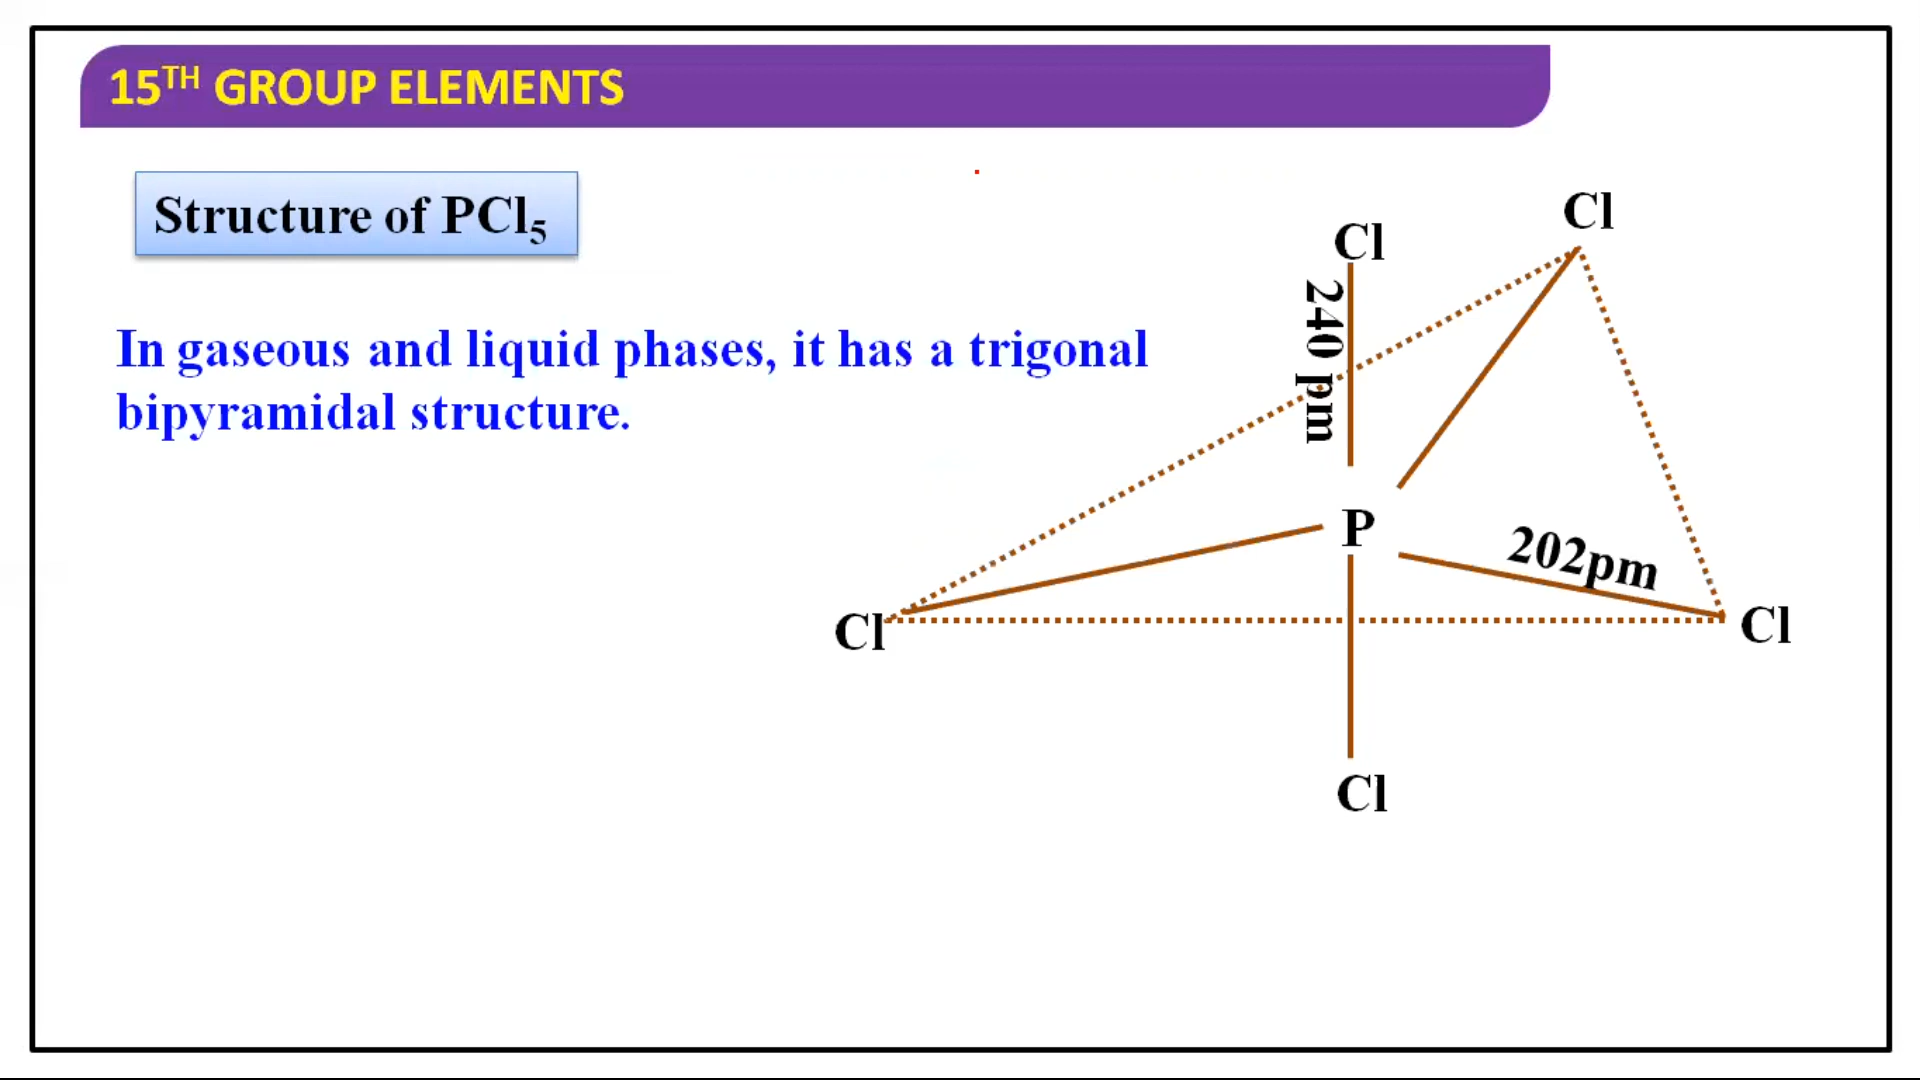 15TH GROUP ELEMENTS
Structure of PCl5
In gaseous and liquid phases, it has a trigonal
bipyramidal structure.
Cl
Cl
240 pm
P
202pm
Cl
Cl
Cl